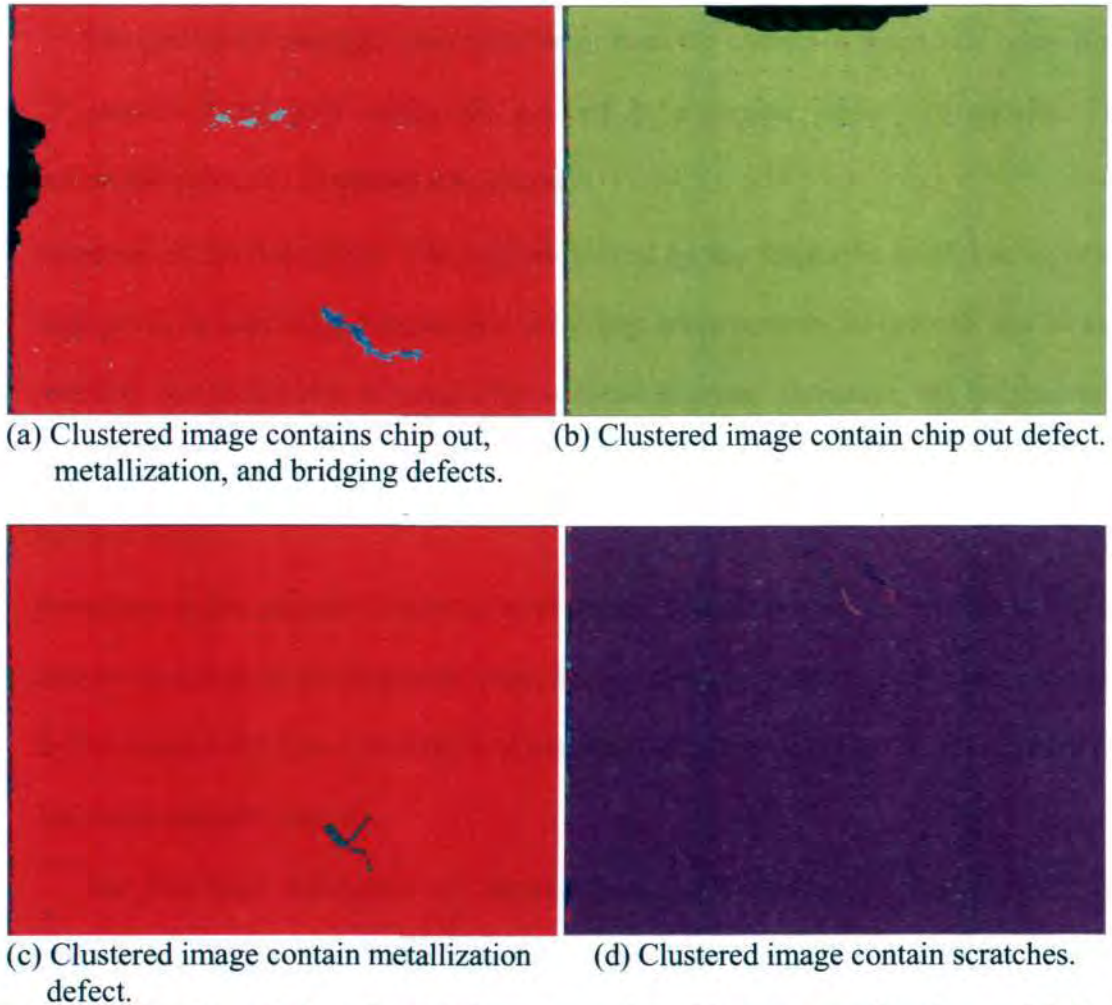 (a) Clustered image contains chip out,
metallization, and bridging defects.
(b) Clustered image contain chip out defect.
(c) Clustered image contain metallization
defect.
(d) Clustered image contain scratches.